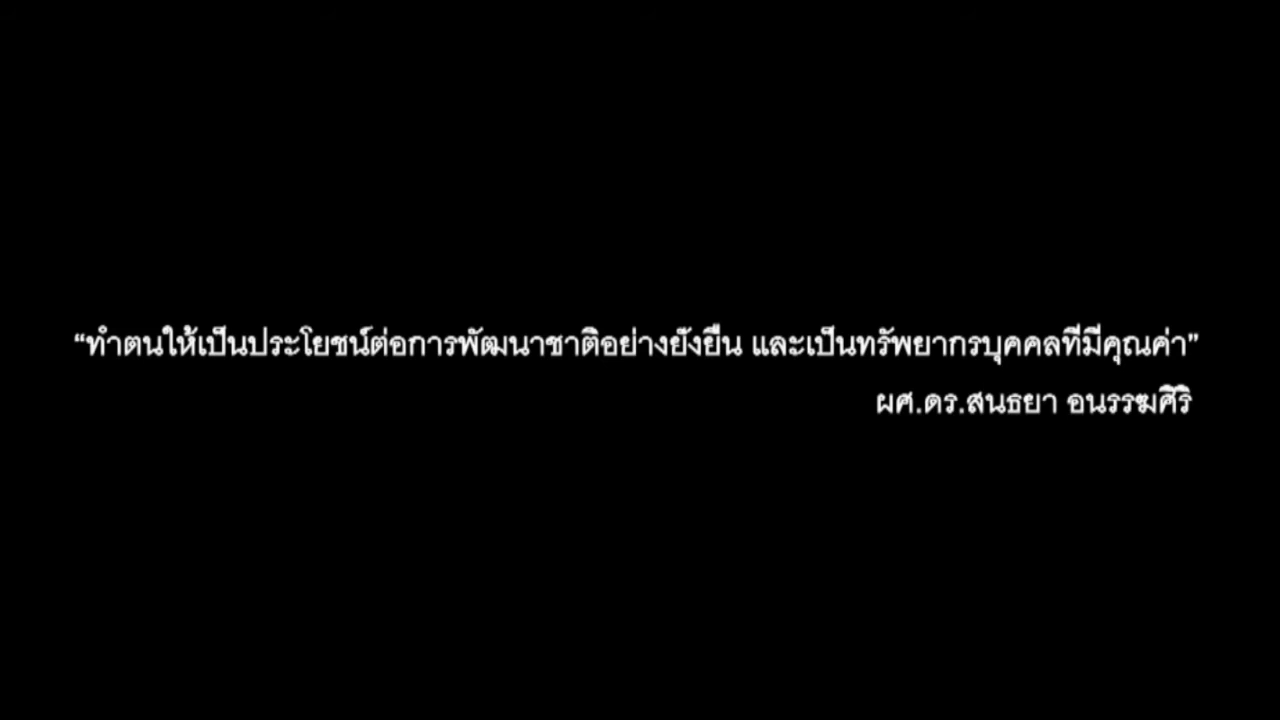 “ทำตนให้เป็นประโยชน์ต่อการพัฒนาชาติอย่างยั่งยืน และเป็นทรัพยากรบุคคลที่มีคุณค่า”
ผศ.ดร.สนธยา อนรรฆศิริ